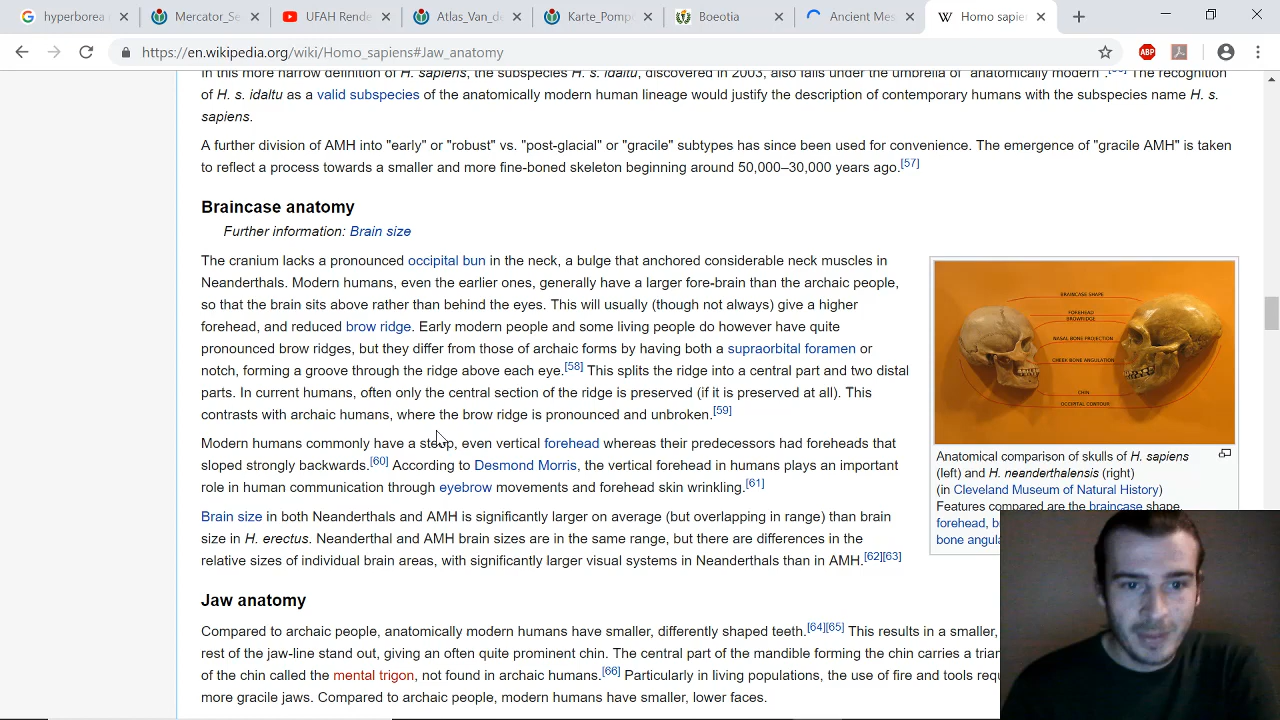 hyperborea
Mercator_Se
UFAH Rende
Atlas_Van_de
Karte_Pomp
Boeotia
Ancient Mes
Homo sapie
https://en.wikipedia.org/wiki/Homo_sapiens#Jaw_anatomy
ABP
In this more narrow definition of H. sapiens, the subspecies H. s. idaltu, discovered in 2003, also falls under the umbrella of "anatomically modern". The recognition
of H. s. idaltu as a valid subspecies of the anatomically modern human lineage would justify the description of contemporary humans with the subspecies name H. s.
sapiens.
A further division of AMH into "early" or "robust" vs. "post-glacial" or "gracile" subtypes has since been used for convenience. The emergence of "gracile AMH" is taken
to reflect a process towards a smaller and more fine-boned skeleton beginning around 50,000–30,000 years ago.[57]
Braincase anatomy
Further information: Brain size
The cranium lacks a pronounced occipital bun in the neck, a bulge that anchored considerable neck muscles in
Neanderthals. Modern humans, even the earlier ones, generally have a larger fore-brain than the archaic people,
so that the brain sits above rather than behind the eyes. This will usually (though not always) give a higher
forehead, and reduced brow ridge. Early modern people and some living people do however have quite
pronounced brow ridges, but they differ from those of archaic forms by having both a supraorbital foramen or
notch, forming a groove through the ridge above each eye.[58] This splits the ridge into a central part and two distal
parts. In current humans, often only the central section of the ridge is preserved (if it is preserved at all). This
contrasts with archaic humans, where the brow ridge is pronounced and unbroken.[59]
Modern humans commonly have a steep, even vertical forehead whereas their predecessors had foreheads that
sloped strongly backwards.[60] According to Desmond Morris, the vertical forehead in humans plays an important
role in human communication through eyebrow movements and forehead skin wrinkling.[61]
Brain size in both Neanderthals and AMH is significantly larger on average (but overlapping in range) than brain
size in H. erectus. Neanderthal and AMH brain sizes are in the same range, but there are differences in the
relative sizes of individual brain areas, with significantly larger visual systems in Neanderthals than in AMH.[62][63]
BRAINCASE SHAPE
FOREHEAD
BROWRIDGE
NASAL BONE PROJECTION
CHEEK BONE ANGULATION
CHIN
OCCIPITAL CONTOUR
Anatomical comparison of skulls of H. sapiens
(left) and H. neanderthalensis (right)
(in Cleveland Museum of Natural History)
Features compared are the braincase shape,
forehead, b
bone angula
Jaw anatomy
Compared to archaic people, anatomically modern humans have smaller, differently shaped teeth.[64][65] This results in a smaller,
rest of the jaw-line stand out, giving an often quite prominent chin. The central part of the mandible forming the chin carries a trian
of the chin called the mental trigon, not found in archaic humans.[66] Particularly in living populations, the use of fire and tools requ
more gracile jaws. Compared to archaic people, modern humans have smaller, lower faces.